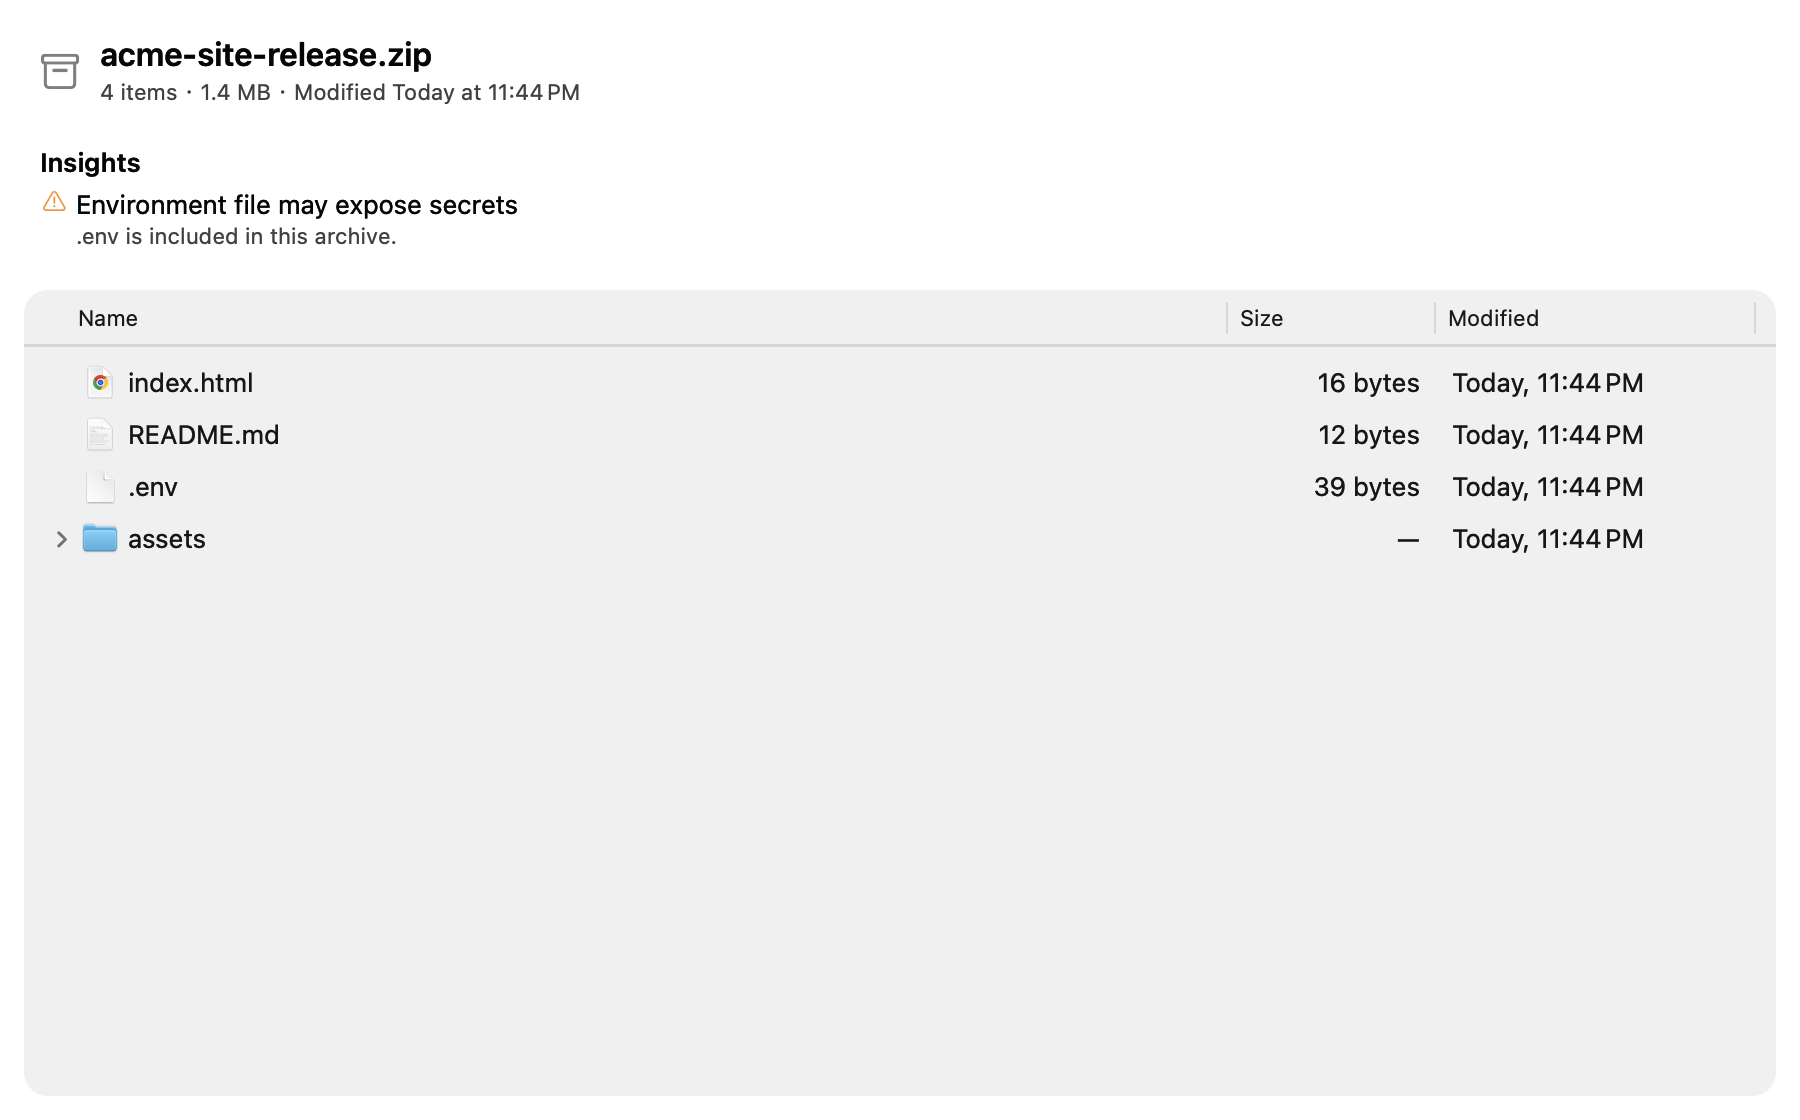 acme-site-release.zip
4 items · 1.4 MB · Modified Today at 11:44 PM
Insights
Environment file may expose secrets
.env is included in this archive.
Name Size Modified
index.html 16 bytes Today, 11:44 PM
README.md 12 bytes Today, 11:44 PM
.env 39 bytes Today, 11:44 PM
assets — Today, 11:44 PM